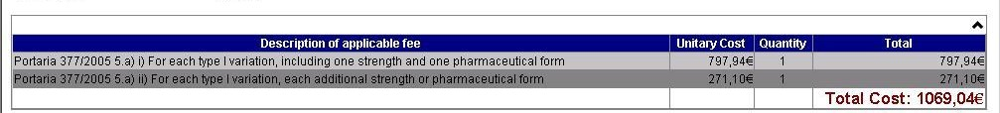 Description of applicable fee Unitary Cost Quantity Total
Portaria 377/2005 5.a) i) For each type I variation, including one strength and one pharmaceutical form 797,94€ 1 797,94€
Portaria 377/2005 5.a) ii) For each type I variation, each additional strength or pharmaceutical form 271,10€ 1 271,10€
Total Cost: 1069,04€